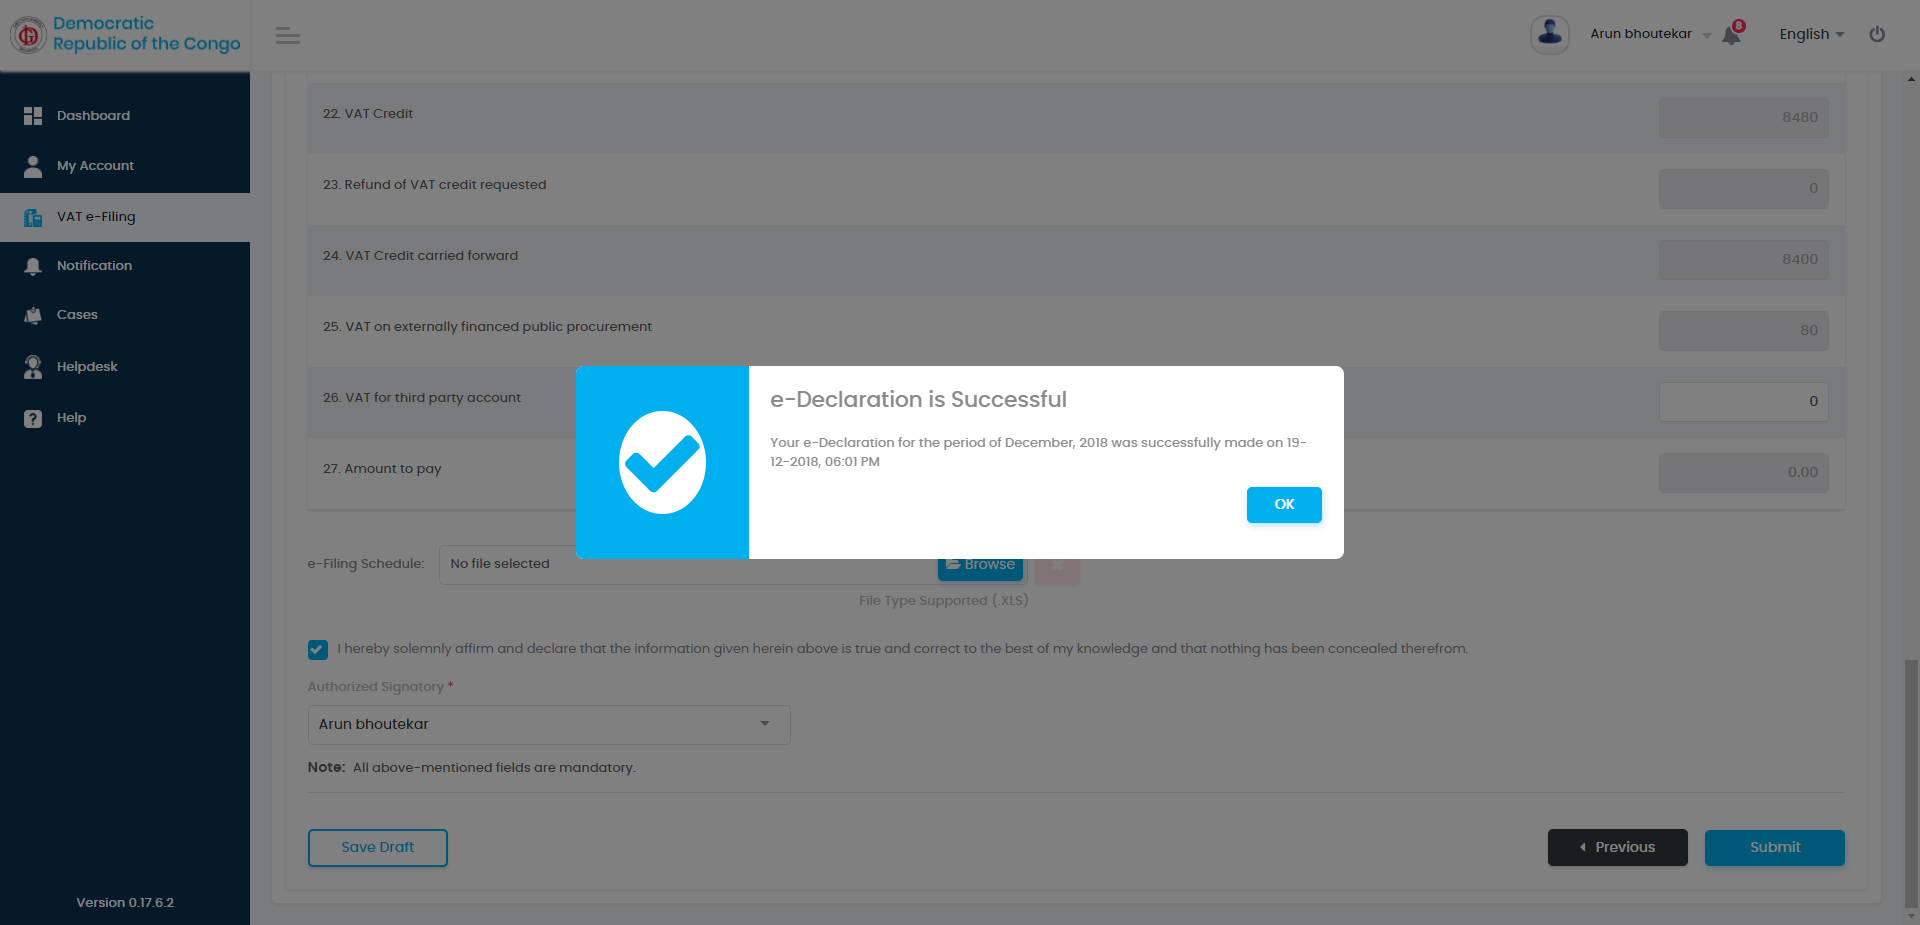 Democratic
Republic of the Congo
Arun bhoutekar
8
English
Dashboard
My Account
VAT e-Filing
Notification
Cases
Helpdesk
Help
Version 0.17.6.2
22. VAT Credit
8480
23. Refund of VAT credit requested
0
24. VAT Credit carried forward
8400
25. VAT on externally financed public procurement
80
26. VAT for third party account
0
27. Amount to pay
0.00
e-Declaration is Successful
Your e-Declaration for the period of December, 2018 was successfully made on 19-
12-2018, 06:01 PM
OK
e-Filing Schedule:
No file selected
Browse
File Type Supported (.XLS)
I hereby solemnly affirm and declare that the information given herein above is true and correct to the best of my knowledge and that nothing has been concealed therefrom.
Authorized Signatory *
Arun bhoutekar
Note: All above-mentioned fields are mandatory.
Save Draft
Previous
Submit